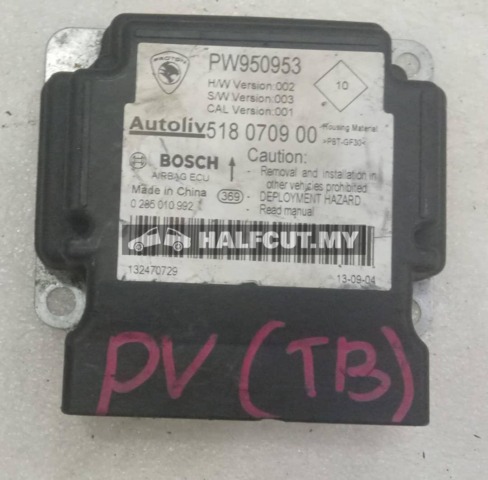 PROTON
PW950953
H/W Version:002
S/W Version:003
CAL Version:001
10
Autoliv 518 0709 00
Housing Material
>PBT-GF30<
BOSCH
AIRBAG ECU
Made in China
0 285 010 992
369
Caution:
- Removal and installation in
other vehicles prohibited
- DEPLOYMENT HAZARD
- Read manual
HALFCUT.MY
132470729
13-09-04
PV (TB)